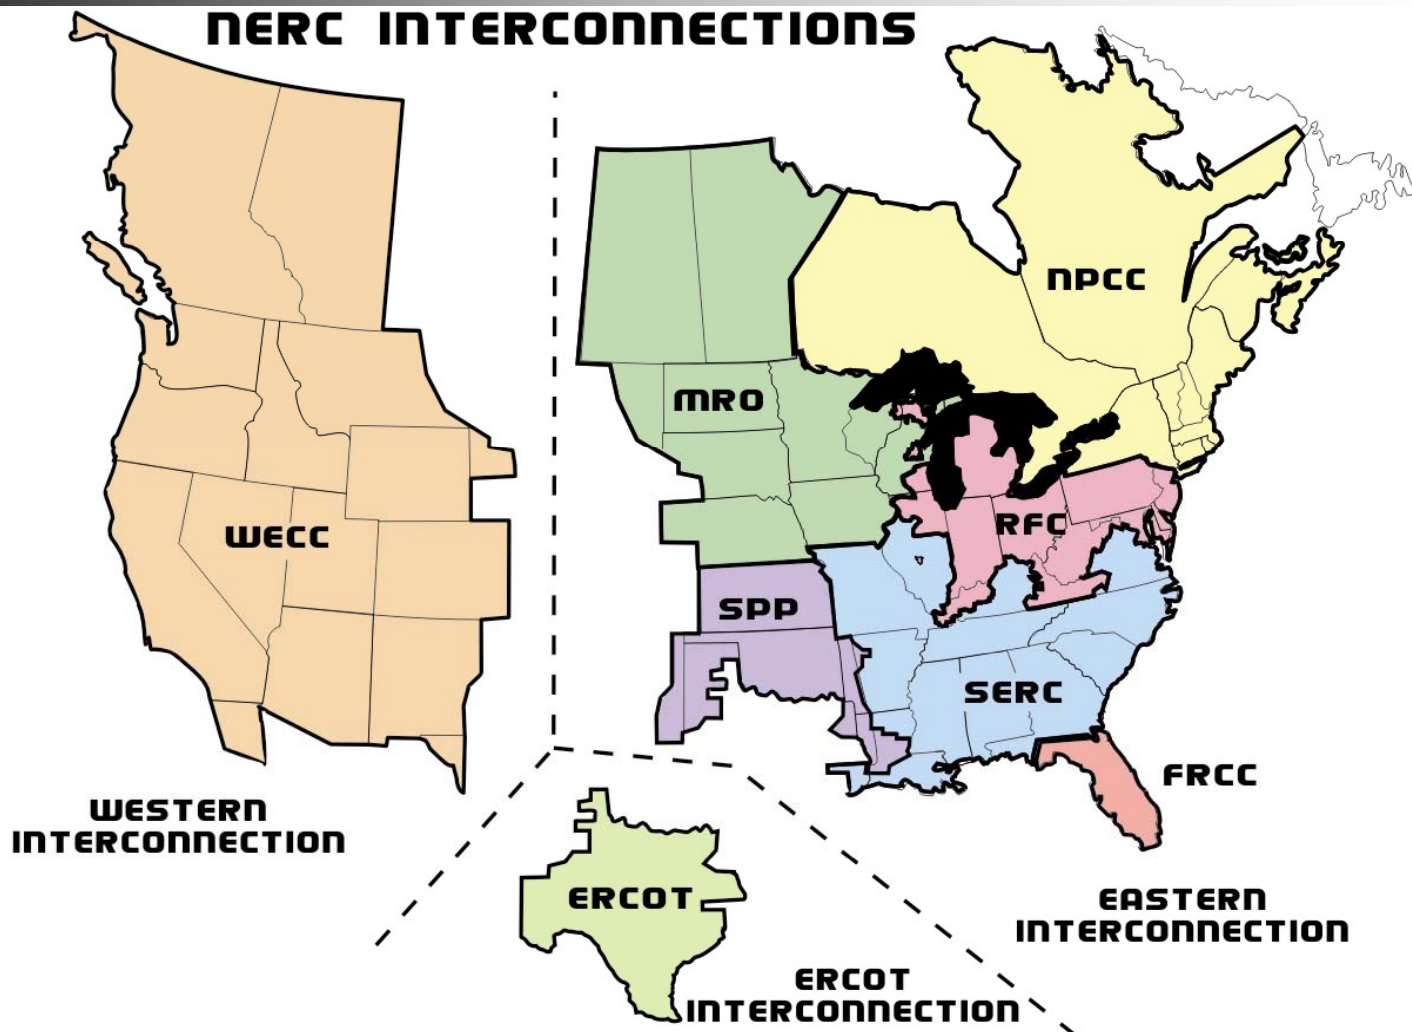 NERC INTERCONNECTIONS
NPCC
MRO
RFC
WECC
SPP
SERC
FRCC
WESTERN
INTERCONNECTION
ERCOT
EASTERN
INTERCONNECTION
ERCOT
INTERCONNECTION